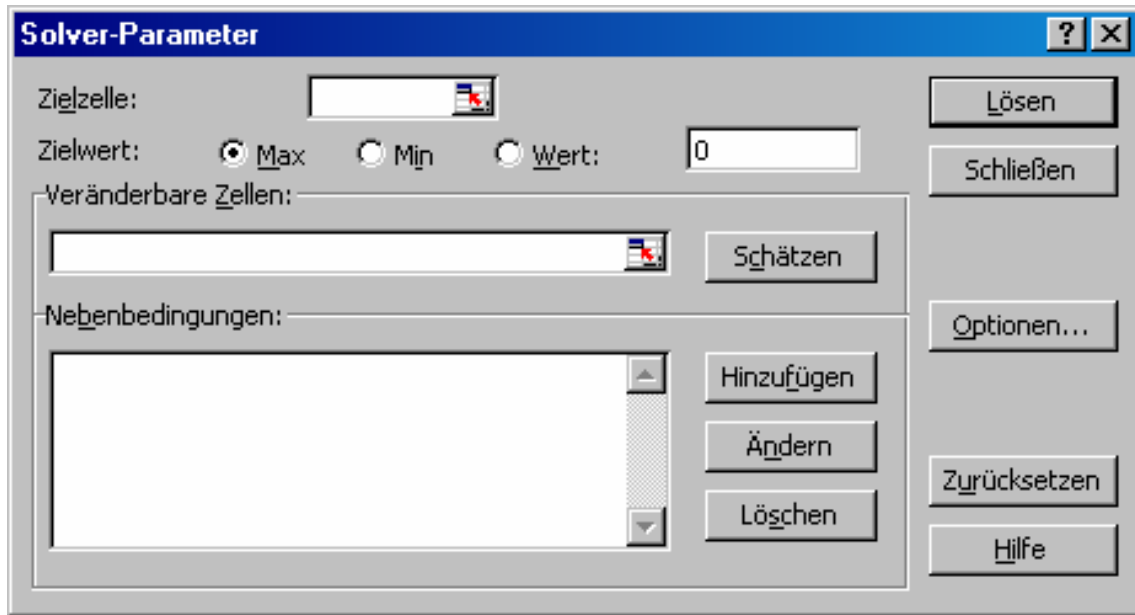 Solver-Parameter
Zielzelle:
Lösen
Zielwert: Max Min Wert: 0
Schließen
Veränderbare Zellen:
Schätzen
Nebenbedingungen:
Optionen...
Hinzufügen
Ändern
Zurücksetzen
Löschen
Hilfe